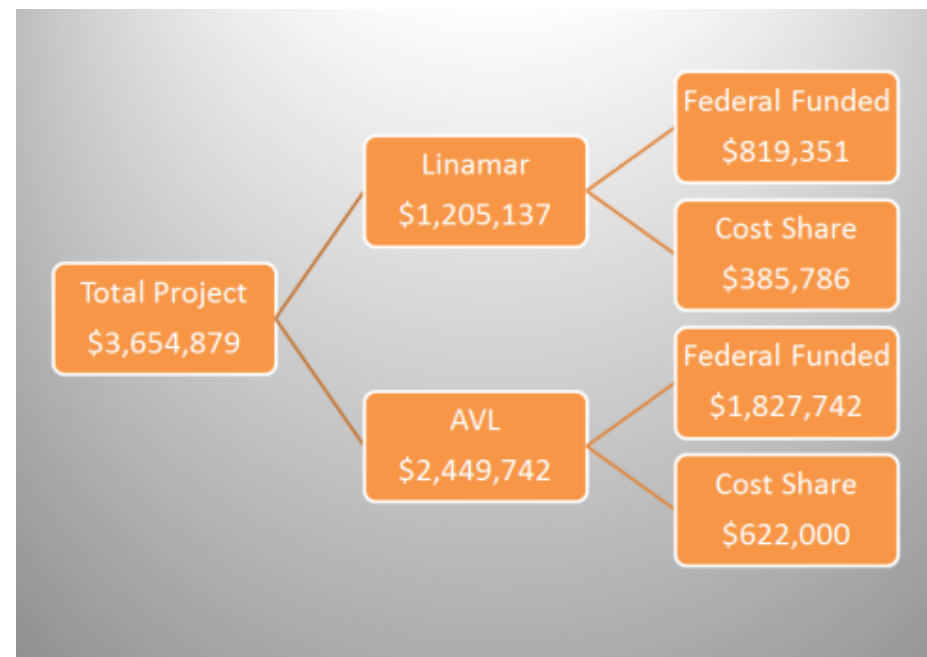 Total Project
$3,654,879
Linamar
$1,205,137
Federal Funded
$819,351
Cost Share
$385,786
AVL
$2,449,742
Federal Funded
$1,827,742
Cost Share
$622,000